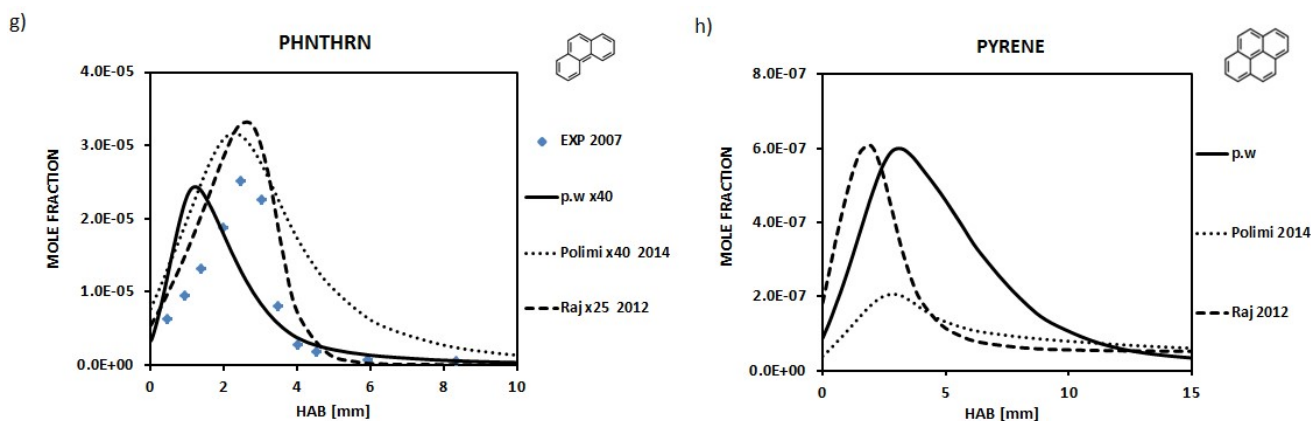 g)
PHNTHRN
4.0E-05
3.0E-05
2.0E-05
1.0E-05
0.0E+00
MOLE FRACTION
0
2
4
6
8
10
HAB [mm]
EXP 2007
p.w x40
Polimi x40 2014
Raj x25 2012
h)
PYRENE
8.0E-07
6.0E-07
4.0E-07
2.0E-07
0.0E+00
MOLE FRACTION
0
5
10
15
HAB [mm]
p.w
Polimi 2014
Raj 2012